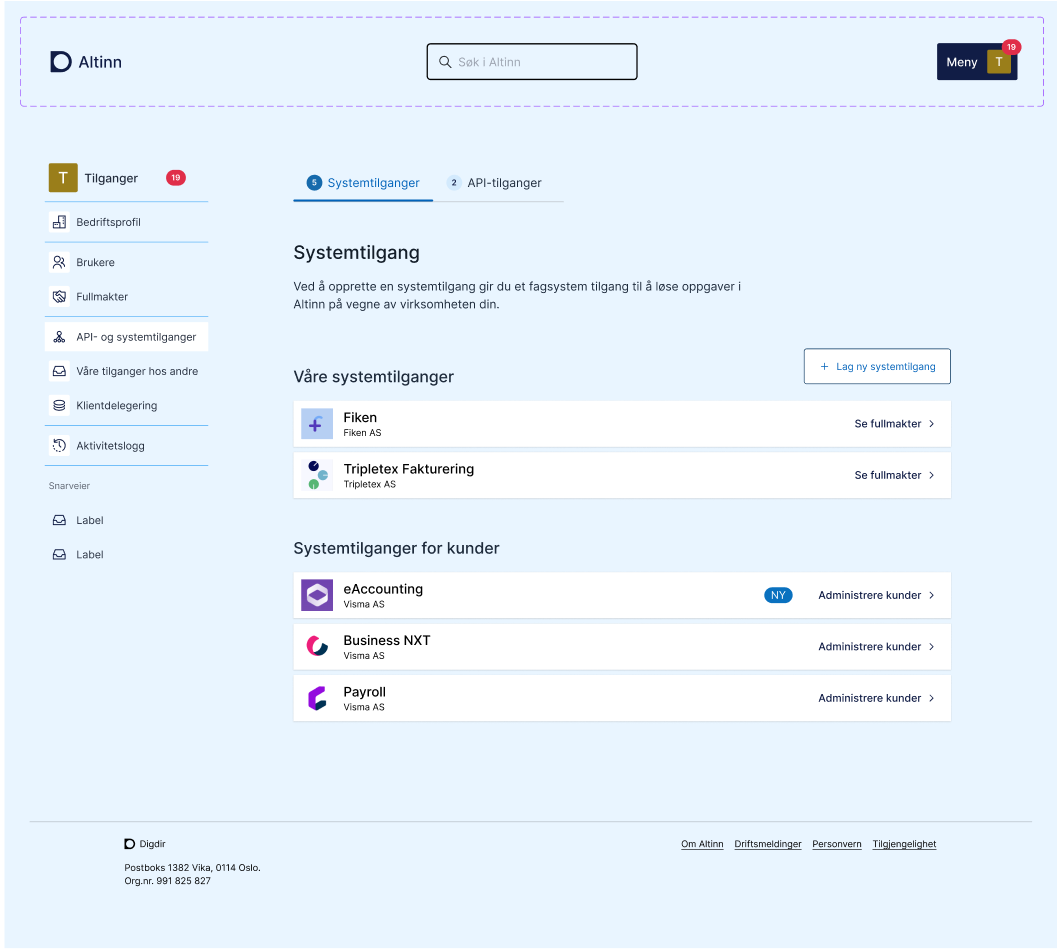 Altinn
Søk i Altinn
Meny
T
19
T
Tilganger
19
Bedriftsprofil
Brukere
Fullmakter
API- og systemtilganger
Våre tilganger hos andre
Klientdelegering
Aktivitetslogg
Snarveier
Label
Label
5 Systemtilganger
2 API-tilganger
Systemtilgang
Ved å opprette en systemtilgang gir du et fagsystem tilgang til å løse oppgaver i
Altinn på vegne av virksomheten din.
Våre systemtilganger
+ Lag ny systemtilgang
Fiken
Fiken AS
Se fullmakter
Tripletex Fakturering
Tripletex AS
Se fullmakter
Systemtilganger for kunder
eAccounting
Visma AS
NY
Administrere kunder
Business NXT
Visma AS
Administrere kunder
Payroll
Visma AS
Administrere kunder
Digdir
Postboks 1382 Vika, 0114 Oslo.
Org.nr. 991 825 827
Om Altinn Driftsmeldinger Personvern Tilgjengelighet